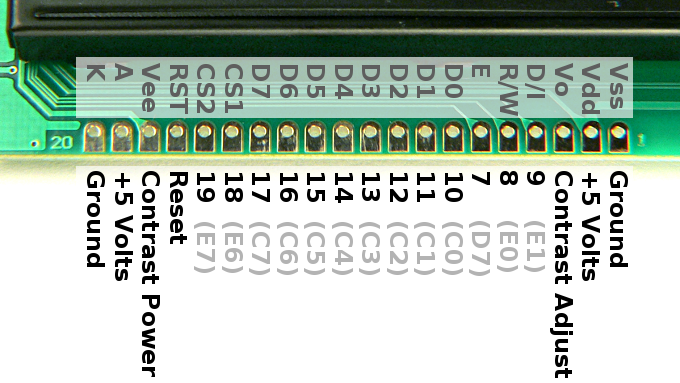 K A Vee RST CS2 CS1 D7 D6 D5 D4 D3 D2 D1 D0 E R/W D/I Vo Vdd Vss
20 1
Ground
+5 Volts
Contrast Power
Reset
19 (E7)
18 (E6)
17 (C7)
16 (C6)
15 (C5)
14 (C4)
13 (C3)
12 (C2)
11 (C1)
10 (C0)
7 (D7)
8 (E0)
9 (E1)
Contrast Adjust
+5 Volts
Ground